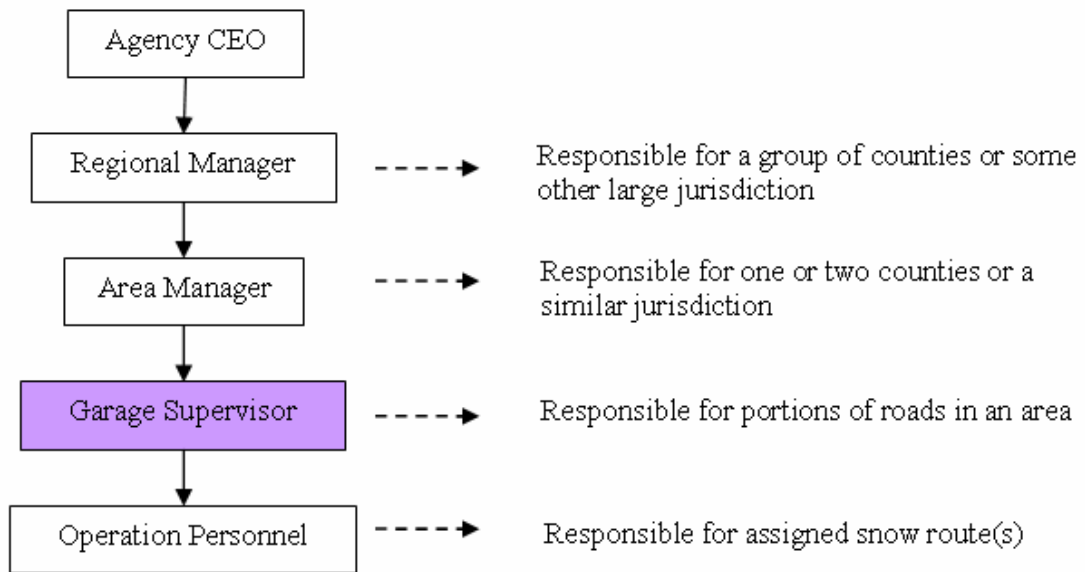 Agency CEO
Regional Manager
Responsible for a group of counties or some
other large jurisdiction
Area Manager
Responsible for one or two counties or a
similar jurisdiction
Garage Supervisor
Responsible for portions of roads in an area
Operation Personnel
Responsible for assigned snow route(s)